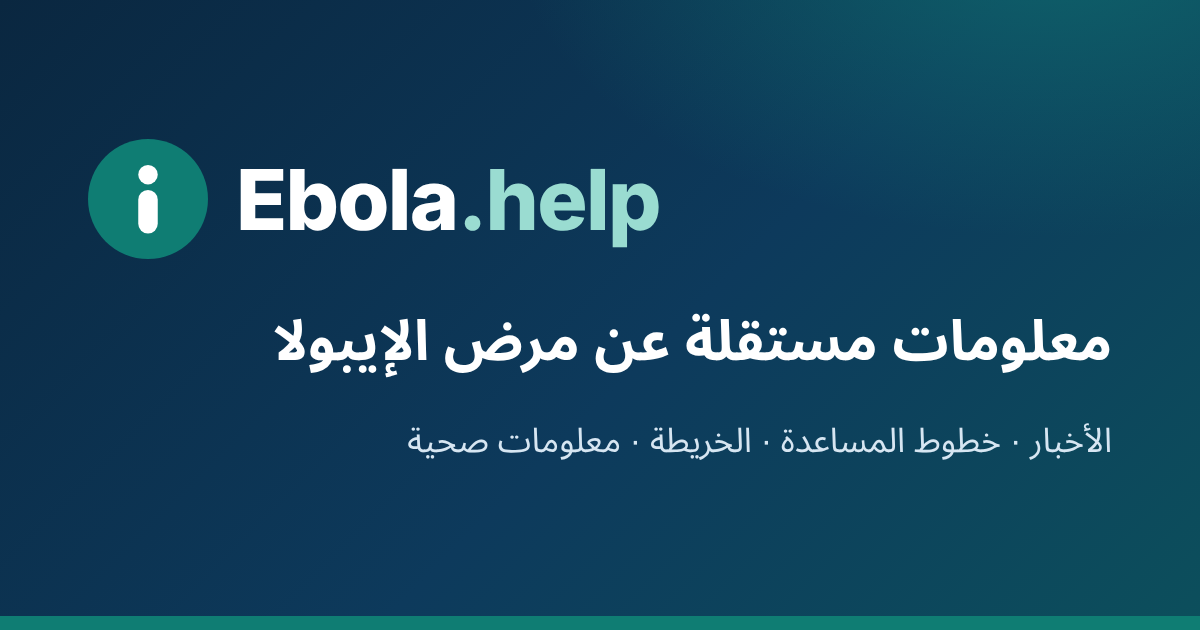 Ebola.help
معلومات مستقلة عن مرض الإيبولا
الأخبار · خطوط المساعدة · الخريطة · معلومات صحية